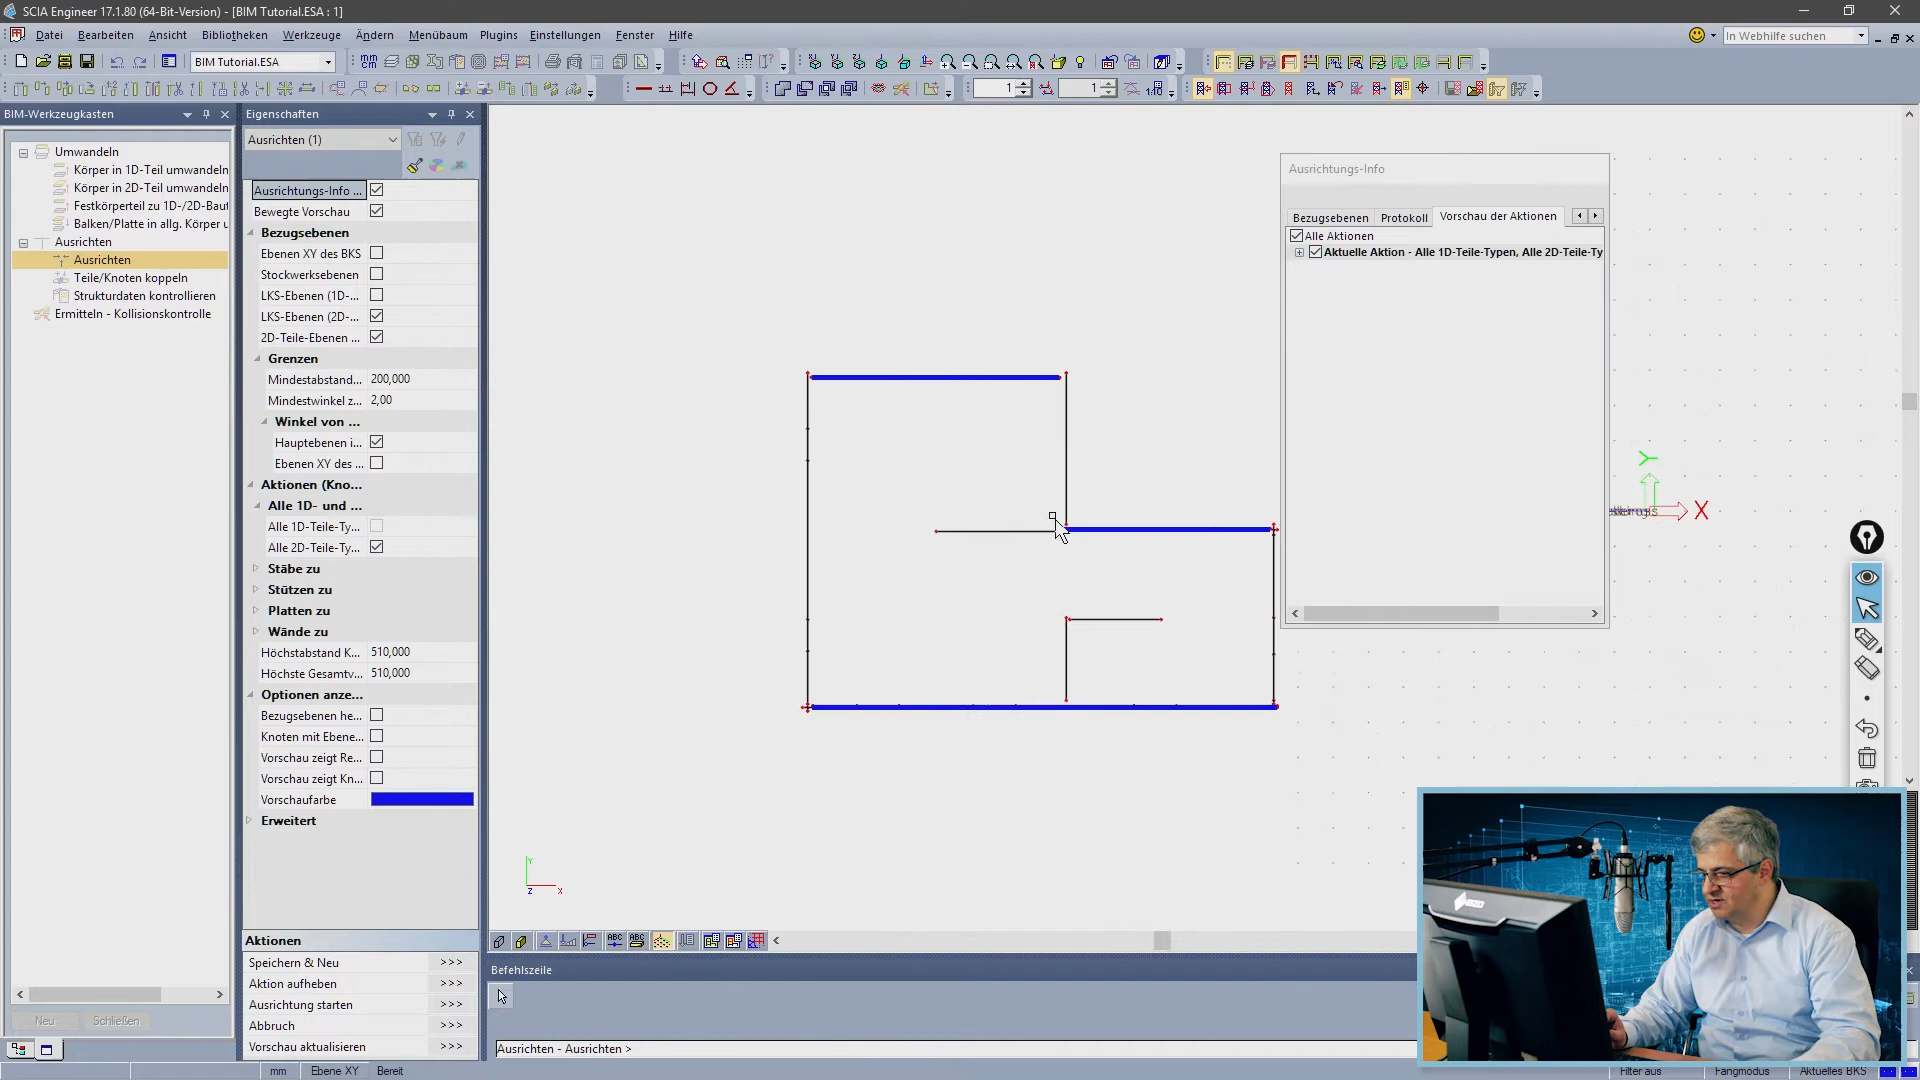 SCIA Engineer 17.1.80 (64-Bit-Version) - [BIM Tutorial.ESA : 1]
Datei Bearbeiten Ansicht Bibliotheken Werkzeuge Ändern Menübaum Plugins Einstellungen Fenster Hilfe
In Webhilfe suchen
BIM Tutorial.ESA
1 1
BIM-Werkzeugkasten
Umwandeln
Körper in 1D-Teil umwandeln
Körper in 2D-Teil umwandeln
Festkörperteil zu 1D-/2D-Baut
Balken/Platte in allg. Körper u
Ausrichten
Ausrichten
Teile/Knoten koppeln
Strukturdaten kontrollieren
Ermitteln - Kollisionskontrolle
Neu Schließen
Eigenschaften
Ausrichten (1)
Ausrichtungs-Info ...
Bewegte Vorschau
Bezugsebenen
Ebenen XY des BKS
Stockwerksebenen
LKS-Ebenen (1D-...
LKS-Ebenen (2D-...
2D-Teile-Ebenen ...
Grenzen
Mindestabstand... 200,000
Mindestwinkel z... 2,00
Winkel von ...
Hauptebenen i...
Ebenen XY des ...
Aktionen (Kno...
Alle 1D- und ...
Alle 1D-Teile-Ty...
Alle 2D-Teile-Ty...
Stäbe zu
Stützen zu
Platten zu
Wände zu
Höchstabstand K... 510,000
Höchste Gesamtv... 510,000
Optionen anze...
Bezugsebenen he...
Knoten mit Ebene...
Vorschau zeigt Re...
Vorschau zeigt Kn...
Vorschaufarbe
Erweitert
Aktionen
Speichern & Neu >>>
Aktion aufheben >>>
Ausrichtung starten >>>
Abbruch >>>
Vorschau aktualisieren >>>
Ausrichtungs-Info
Bezugsebenen Protokoll Vorschau der Aktionen
Alle Aktionen
Aktuelle Aktion - Alle 1D-Teile-Typen, Alle 2D-Teile-Ty
Y
X
Y
Z X
Befehlszeile
Ausrichten - Ausrichten >
mm Ebene XY Bereit Filter aus Fangmodus Aktuelles BKS